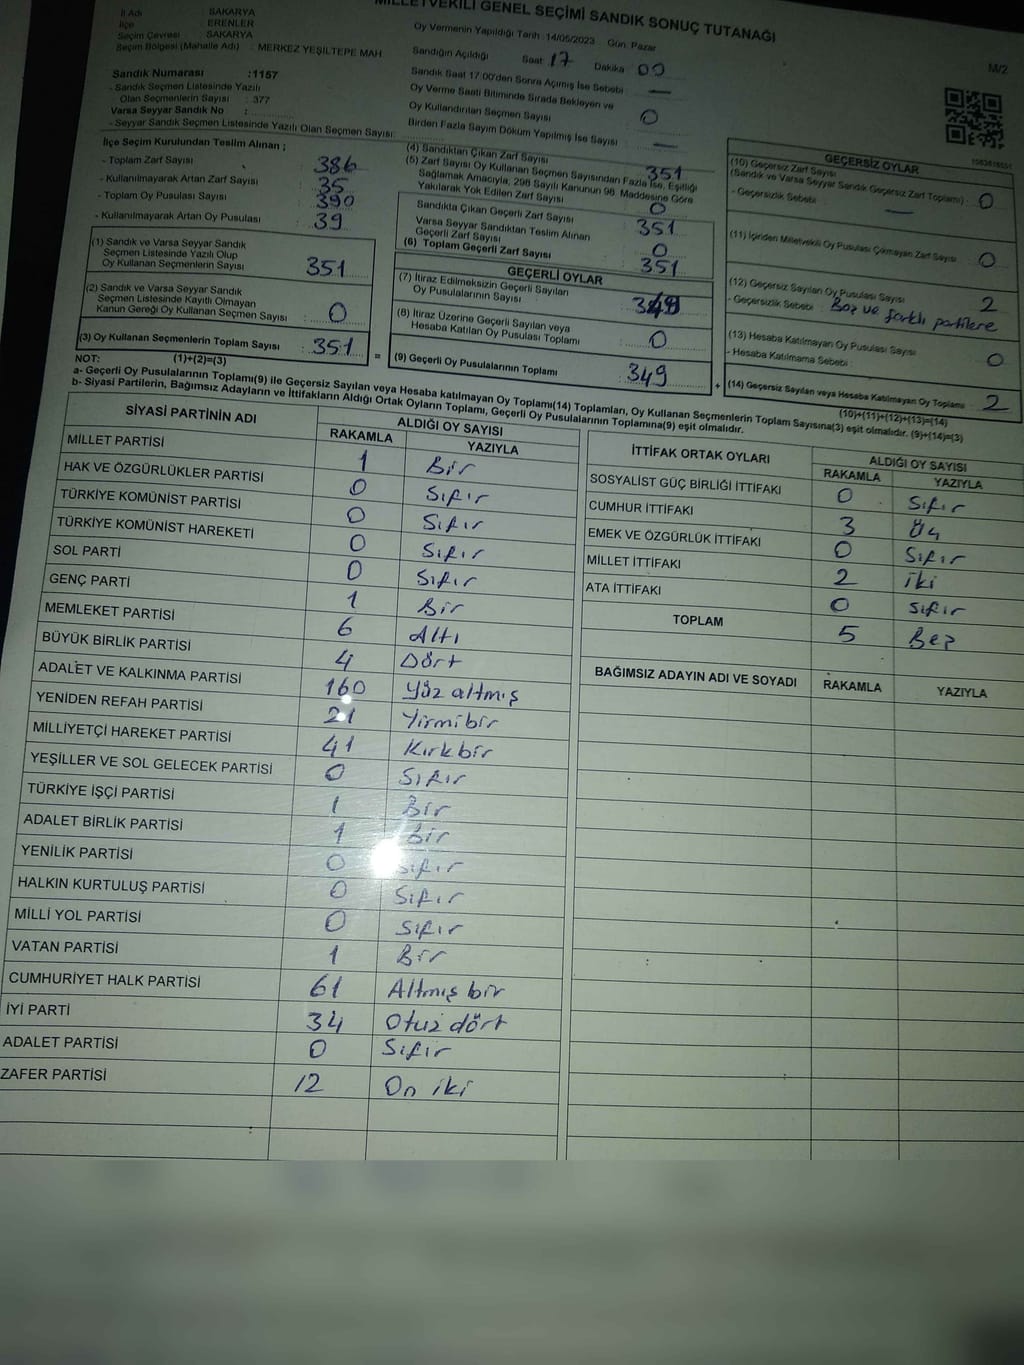 MİLLETVEKİLİ GENEL SEÇİMİ SANDIK SONUÇ TUTANAĞI
İl Adı : SAKARYA
İlçe : ERENLER
Seçim Çevresi : SAKARYA
Seçim Bölgesi (Mahalle Adı) : MERKEZ YEŞİLTEPE MAH
Oy Vermenin Yapıldığı Tarih :14/05/2023 Gün: Pazar
Sandığın Açıldığı Saat 17 Dakika 00
M/2
Sandık Saat 17:00'den Sonra Açımış İse Sebebi : —
Oy Verme Saati Bitiminde Sırada Bekleyen ve
Oy Kullandırılan Seçmen Sayısı : 0
Birden Fazla Sayım Döküm Yapılmış İse Sayısı : —
Sandık Numarası :1157
- Sandık Seçmen Listesinde Yazılı
Olan Seçmenlerin Sayısı : 377
Varsa Seyyar Sandık No :
- Seyyar Sandık Seçmen Listesinde Yazılı Olan Seçmen Sayısı:
İlçe Seçim Kurulundan Teslim Alınan ;
- Toplam Zarf Sayısı : 386
- Kullanılmayarak Artan Zarf Sayısı : 35
- Toplam Oy Pusulası Sayısı : 390
- Kullanılmayarak Artan Oy Pusulası : 39
(1) Sandık ve Varsa Seyyar Sandık
Seçmen Listesinde Yazılı Olup
Oy Kullanan Seçmenlerin Sayısı : 351
(2) Sandık ve Varsa Seyyar Sandık
Seçmen Listesinde Kayıtlı Olmayan
Kanun Gereği Oy Kullanan Seçmen Sayısı : 0
(3) Oy Kullanan Seçmenlerin Toplam Sayısı : 351 =
(4) Sandıktan Çıkan Zarf Sayısı : 351
(5) Zarf Sayısı Oy Kullanan Seçmen Sayısından Fazla İse, Eşitliği
Sağlamak Amacıyla, 298 Sayılı Kanunun 98. Maddesine Göre
Yakılarak Yok Edilen Zarf Sayısı : 0
Sandıkta Çıkan Geçerli Zarf Sayısı : 351
Varsa Seyyar Sandıktan Teslim Alınan
Geçerli Zarf Sayısı : 0
(6) Toplam Geçerli Zarf Sayısı : 351
GEÇERLİ OYLAR
(7) İtiraz Edilmeksizin Geçerli Sayılan
Oy Pusulalarının Sayısı : 349
(8) İtiraz Üzerine Geçerli Sayılan veya
Hesaba Katılan Oy Pusulası Toplamı : 0
(9) Geçerli Oy Pusulalarının Toplamı : 349 +
GEÇERSİZ OYLAR
(10) Geçersiz Zarf Sayısı
(Sandık ve Varsa Seyyar Sandık Geçersiz Zarf Toplamı) : 0
- Geçersizlik Sebebi : —
(11) İçinden Milletvekili Oy Pusulası Çıkmayan Zarf Sayısı : 0
(12) Geçersiz Sayılan Oy Pusulası Sayısı : 2
- Geçersizlik Sebebi : Boş ve farklı partilere
(13) Hesaba Katılmayan Oy Pusulası Sayısı : 0
- Hesaba Katılmama Sebebi :
(14) Geçersiz Sayılan veya Hesaba Katılmayan Oy Toplamı : 2
NOT: (1)+(2)=(3)
(10)+(11)+(12)+(13)=(14)
a- Geçerli Oy Pusulalarının Toplamı(9) ile Geçersiz Sayılan veya Hesaba katılmayan Oy Toplamı(14) Toplamları, Oy Kullanan Seçmenlerin Toplam Sayısına(3) eşit olmalıdır. (9)+(14)=(3)
b- Siyasi Partilerin, Bağımsız Adayların ve İttifakların Aldığı Ortak Oyların Toplamı, Geçerli Oy Pusulalarının Toplamına(9) eşit olmalıdır.
SİYASİ PARTİNİN ADI ALDIĞI OY SAYISI
RAKAMLA YAZIYLA
MİLLET PARTİSİ 1 Bir
HAK VE ÖZGÜRLÜKLER PARTİSİ 0 Sıfır
TÜRKİYE KOMÜNİST PARTİSİ 0 Sıfır
TÜRKİYE KOMÜNİST HAREKETİ 0 Sıfır
SOL PARTİ 0 Sıfır
GENÇ PARTİ 1 Bir
MEMLEKET PARTİSİ 6 Altı
BÜYÜK BİRLİK PARTİSİ 4 Dört
ADALET VE KALKINMA PARTİSİ 160 Yüz altmış
YENİDEN REFAH PARTİSİ 21 Yirmibir
MİLLİYETÇİ HAREKET PARTİSİ 41 Kırkbir
YEŞİLLER VE SOL GELECEK PARTİSİ 0 Sıfır
TÜRKİYE İŞÇİ PARTİSİ 1 Bir
ADALET BİRLİK PARTİSİ 1 Bir
YENİLİK PARTİSİ 0 Sıfır
HALKIN KURTULUŞ PARTİSİ 0 Sıfır
MİLLİ YOL PARTİSİ 0 Sıfır
VATAN PARTİSİ 1 Bir
CUMHURİYET HALK PARTİSİ 61 Altmış bir
İYİ PARTİ 34 Otuz dört
ADALET PARTİSİ 0 Sıfır
ZAFER PARTİSİ 12 On iki
İTTİFAK ORTAK OYLARI ALDIĞI OY SAYISI
RAKAMLA YAZIYLA
SOSYALİST GÜÇ BİRLİĞİ İTTİFAKI 0 Sıfır
CUMHUR İTTİFAKI 3 Üç
EMEK VE ÖZGÜRLÜK İTTİFAKI 0 Sıfır
MİLLET İTTİFAKI 2 iki
ATA İTTİFAKI 0 Sıfır
TOPLAM 5 Beş
BAĞIMSIZ ADAYIN ADI VE SOYADI RAKAMLA YAZIYLA